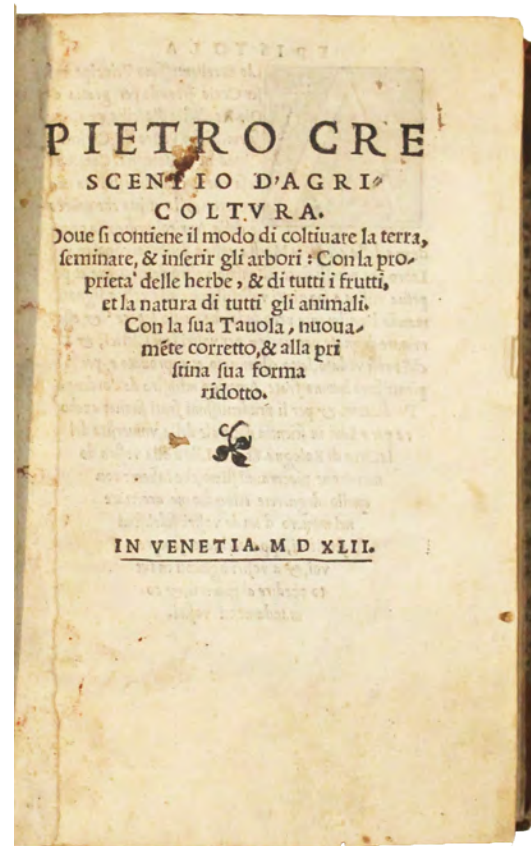 PIETRO CRE
SCENTIO D'AGRI⸗
COLTVRA.
Doue ſi contiene il modo di coltiuare la terra,
ſeminare, & inſerir gli arbori : Con la pro⸗
prieta' delle herbe, & di tutti i frutti,
et la natura di tutti gli animali.
Con la ſua Tauola, nuoua⸗
mẽte corretto, & alla pri
ſtina ſua forma
ridotto.
IN VENETIA. M D XLII.